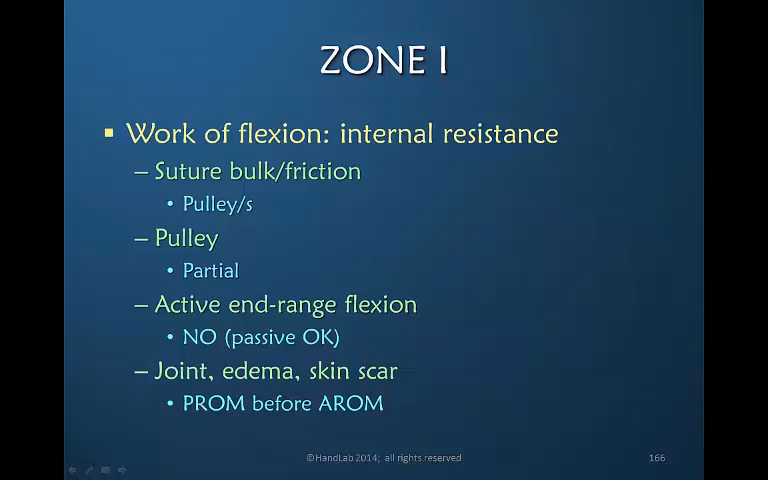 ZONE I
▪ Work of flexion: internal resistance
– Suture bulk/friction
• Pulley/s
– Pulley
• Partial
– Active end-range flexion
• NO (passive OK)
– Joint, edema, skin scar
• PROM before AROM
©HandLab 2014; all rights reserved
166